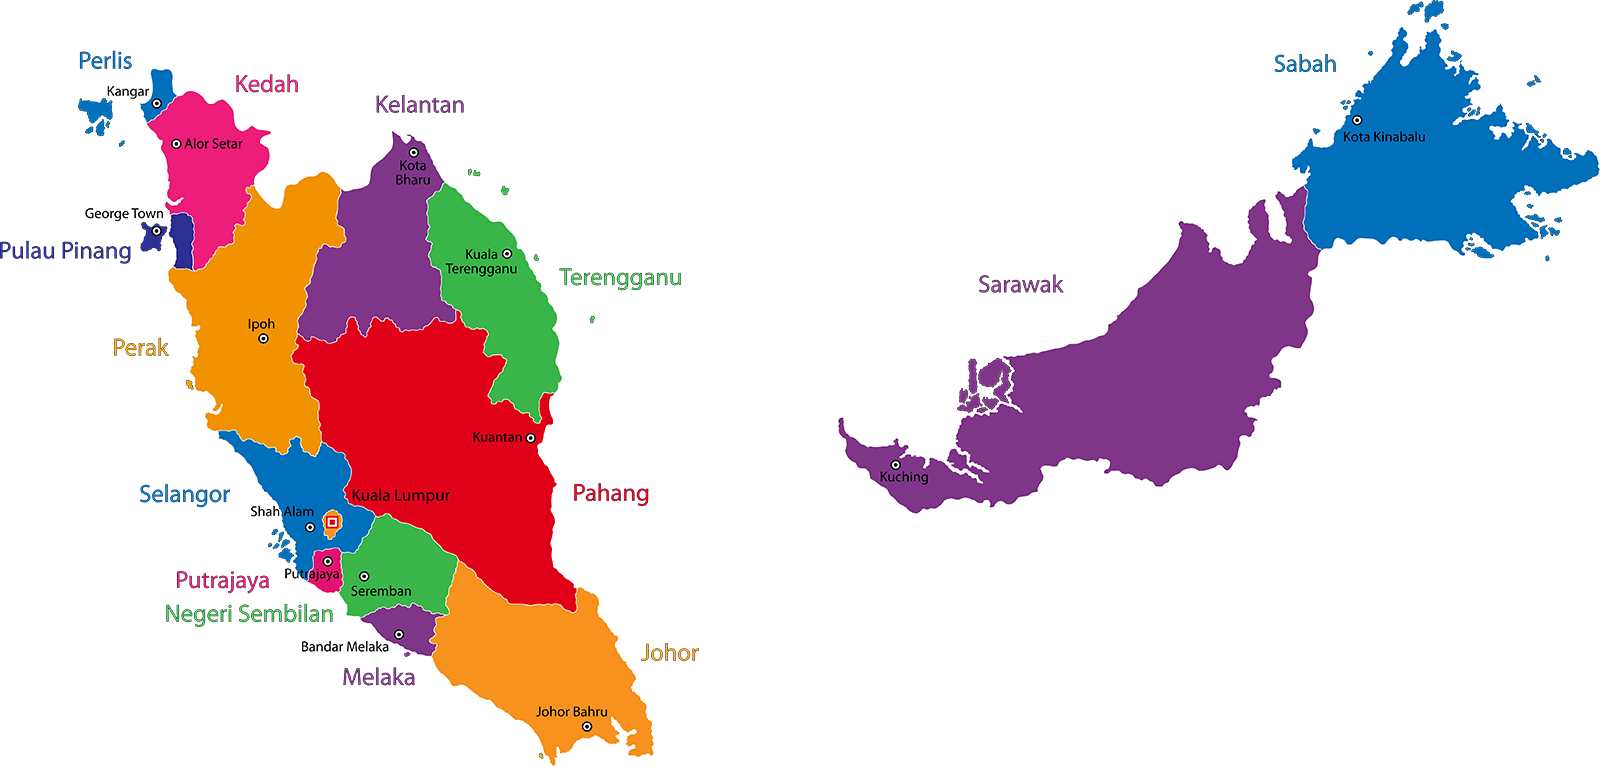 Perlis
Kangar
Kedah
Alor Setar
Kelantan
Kota
Bharu
George Town
Pulau Pinang
Kuala
Terengganu
Terengganu
Ipoh
Perak
Kuantan
Pahang
Selangor
Kuala Lumpur
Shah Alam
Putrajaya
Putrajaya
Seremban
Negeri Sembilan
Bandar Melaka
Melaka
Johor
Johor Bahru
Sabah
Kota Kinabalu
Sarawak
Kuching